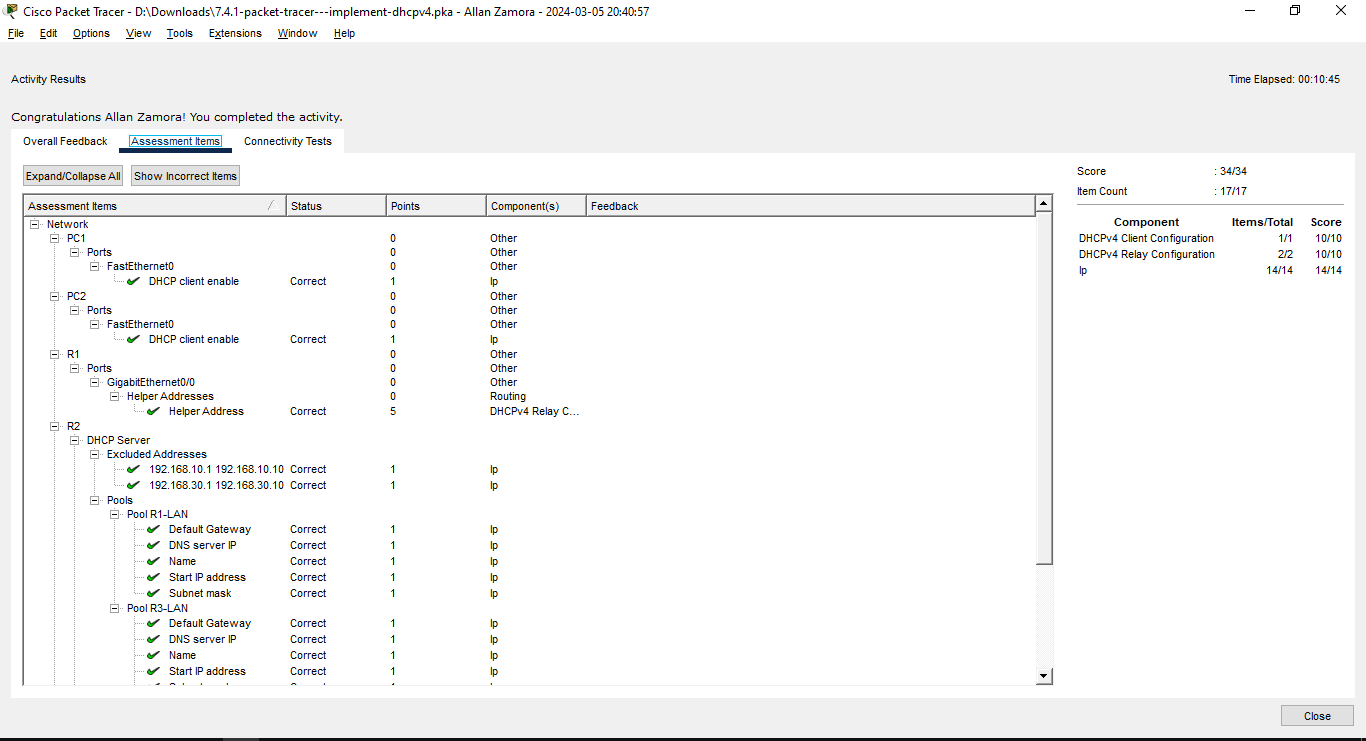 Cisco Packet Tracer - D:\Downloads\7.4.1-packet-tracer---implement-dhcpv4.pka - Allan Zamora - 2024-03-05 20:40:57
File Edit Options View Tools Extensions Window Help
Activity Results
Time Elapsed: 00:10:45
Congratulations Allan Zamora! You completed the activity.
Overall Feedback Assessment Items Connectivity Tests
Expand/Collapse All Show Incorrect Items
Assessment Items Status Points Component(s) Feedback
Network
PC1 0 Other
Ports 0 Other
FastEthernet0 0 Other
DHCP client enable Correct 1 Ip
PC2 0 Other
Ports 0 Other
FastEthernet0 0 Other
DHCP client enable Correct 1 Ip
R1 0 Other
Ports 0 Other
GigabitEthernet0/0 0 Other
Helper Addresses 0 Routing
Helper Address Correct 5 DHCPv4 Relay C...
R2
DHCP Server
Excluded Addresses
192.168.10.1 192.168.10.10 Correct 1 Ip
192.168.30.1 192.168.30.10 Correct 1 Ip
Pools
Pool R1-LAN
Default Gateway Correct 1 Ip
DNS server IP Correct 1 Ip
Name Correct 1 Ip
Start IP address Correct 1 Ip
Subnet mask Correct 1 Ip
Pool R3-LAN
Default Gateway Correct 1 Ip
DNS server IP Correct 1 Ip
Name Correct 1 Ip
Start IP address Correct 1 Ip
Score : 34/34
Item Count : 17/17
Component Items/Total Score
DHCPv4 Client Configuration 1/1 10/10
DHCPv4 Relay Configuration 2/2 10/10
Ip 14/14 14/14
Close